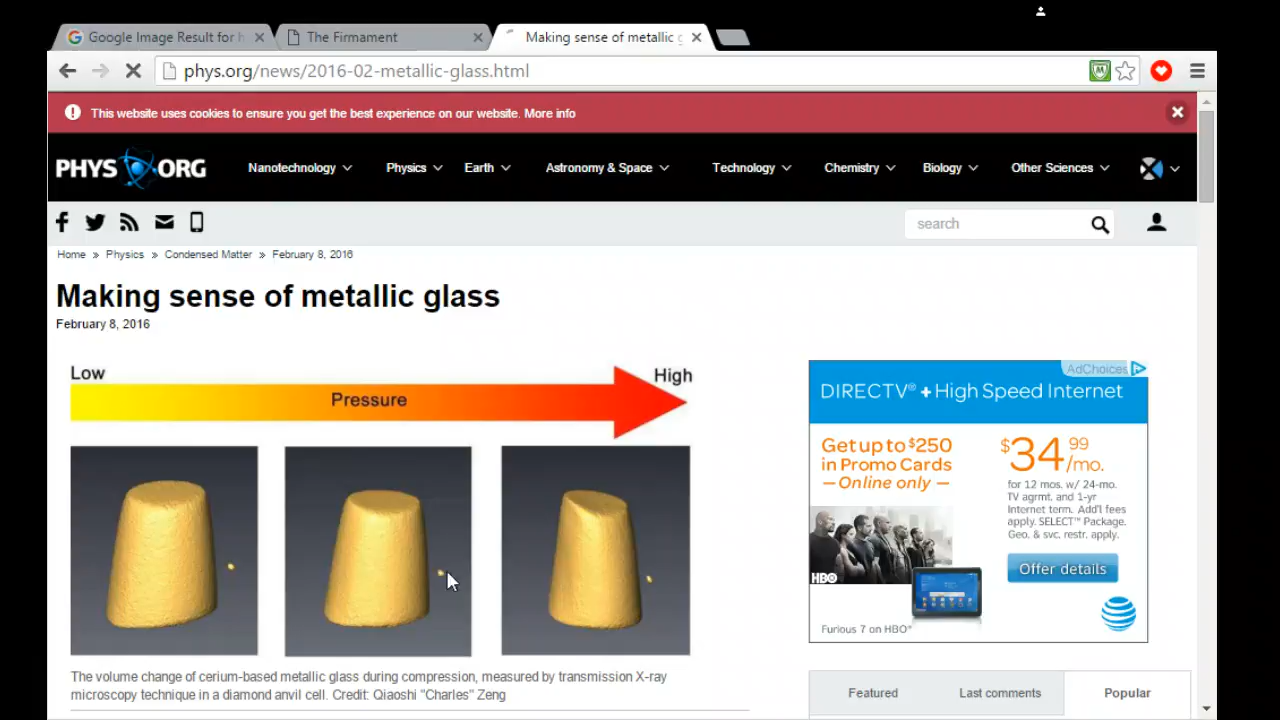 Google Image Result for h
The Firmament
Making sense of metallic g
phys.org/news/2016-02-metallic-glass.html
This website uses cookies to ensure you get the best experience on our website. More info
PHYS ORG
Nanotechnology
Physics
Earth
Astronomy & Space
Technology
Chemistry
Biology
Other Sciences
search
Home » Physics » Condensed Matter » February 8, 2016
Making sense of metallic glass
February 8, 2016
Low
High
Pressure
The volume change of cerium-based metallic glass during compression, measured by transmission X-ray
microscopy technique in a diamond anvil cell. Credit: Qiaoshi "Charles" Zeng
AdChoices
DIRECTV® + High Speed Internet
Get up to $250
in Promo Cards
— Online only —
$34 99 /mo.
for 12 mos. w/ 24-mo.
TV agrmt. and 1-yr
Internet term. Add'l fees
apply. SELECT™ Package.
Geo. & svc. restr. apply.
HBO
Offer details
Furious 7 on HBO®
AT&T
Featured
Last comments
Popular